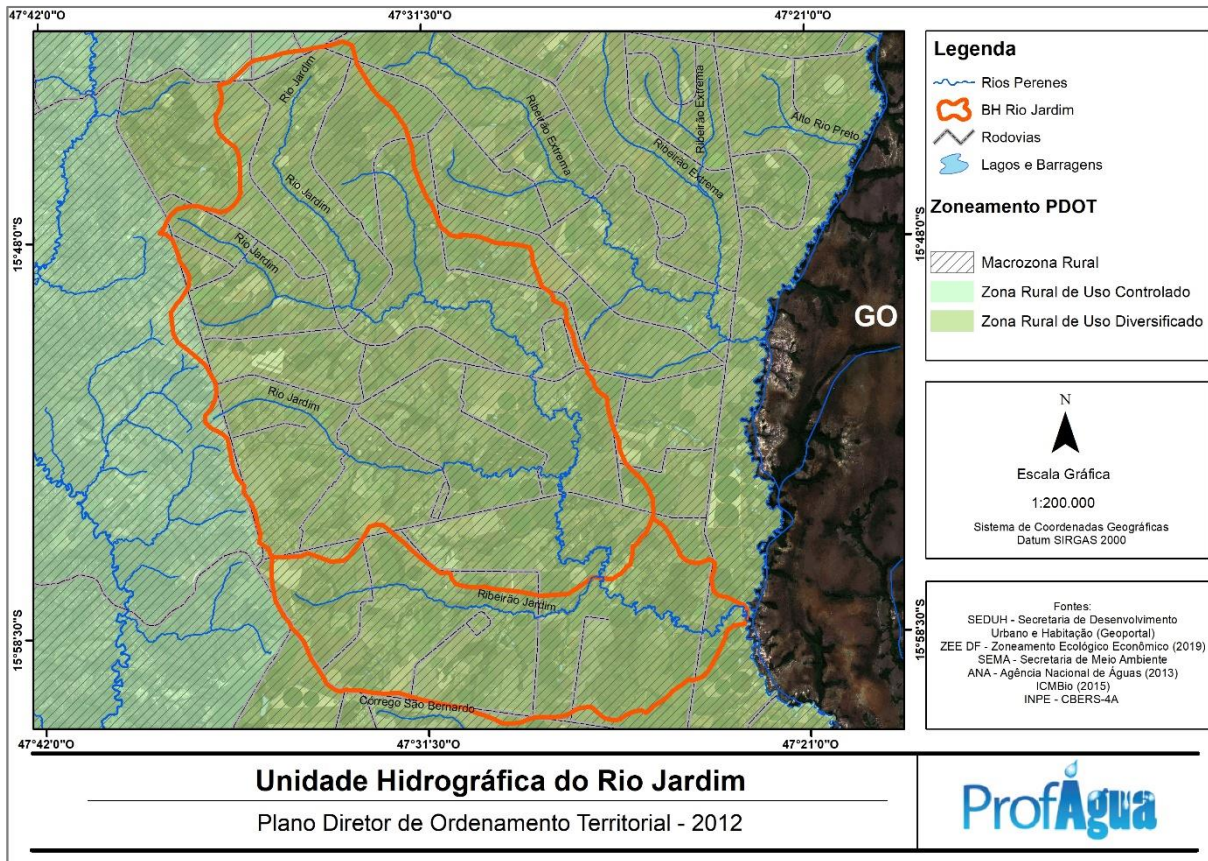 47°42'0"O
47°31'30"O
47°21'0"O
15°48'0"S
15°48'0"S
15°58'30"S
15°58'30"S
47°42'0"O
47°31'30"O
47°21'0"O
Rio Jardim
Rio Jardim
Rio Jardim
Rio Jardim
Ribeirão Extrema
Ribeirão Extrema
Ribeirão Extrema
Alto Rio Preto
GO
Ribeirão Jardim
Córrego São Bernardo
Legenda
Rios Perenes
BH Rio Jardim
Rodovias
Lagos e Barragens
Zoneamento PDOT
Macrozona Rural
Zona Rural de Uso Controlado
Zona Rural de Uso Diversificado
N
Escala Gráfica
1:200.000
Sistema de Coordenadas Geográficas
Datum SIRGAS 2000
Fontes:
SEDUH - Secretaria de Desenvolvimento
Urbano e Habitação (Geoportal)
ZEE DF - Zoneamento Ecológico Econômico (2019)
SEMA - Secretaria de Meio Ambiente
ANA - Agência Nacional de Águas (2013)
ICMBio (2015)
INPE - CBERS-4A
Unidade Hidrográfica do Rio Jardim
Plano Diretor de Ordenamento Territorial - 2012
ProfÁgua